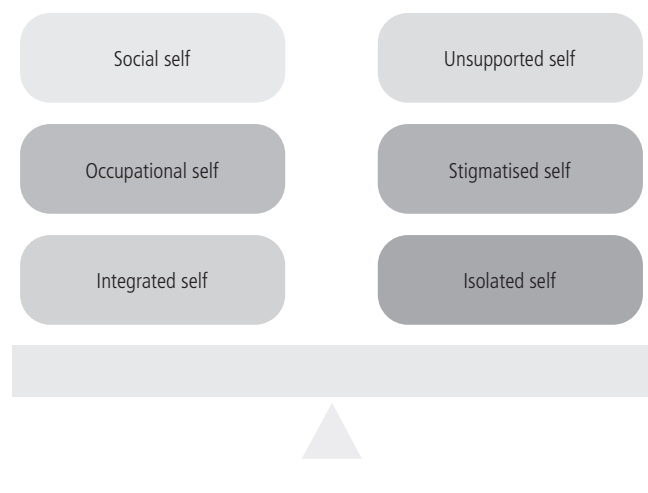 Social self
Unsupported self
Occupational self
Stigmatised self
Integrated self
Isolated self